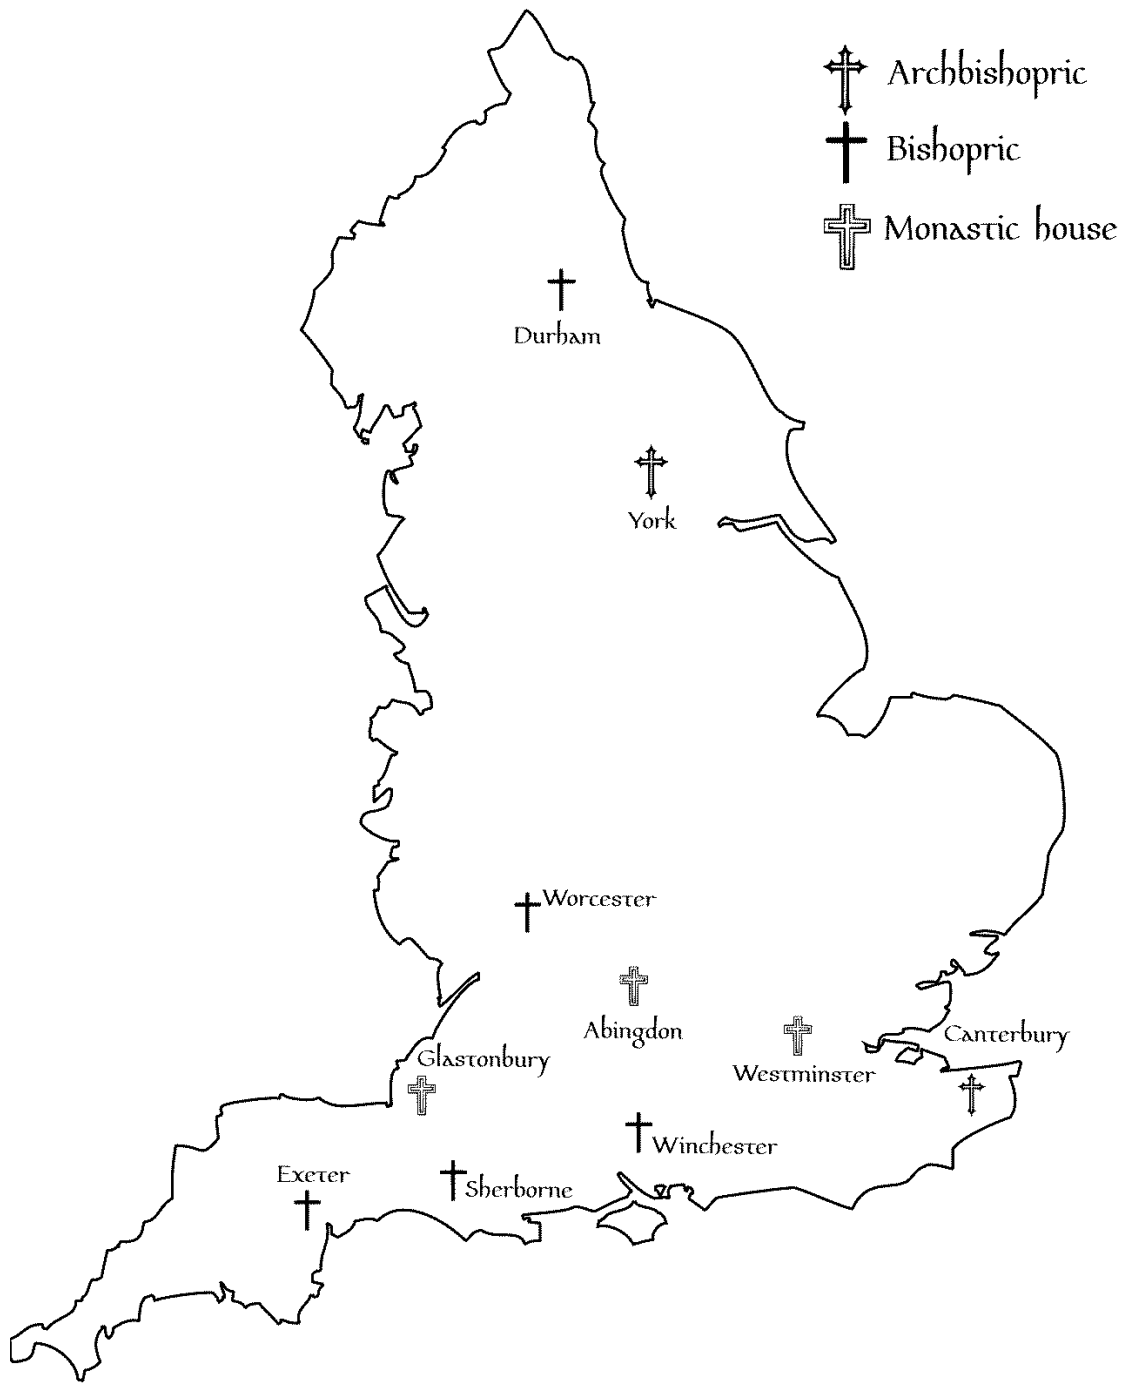 Archbishopric
Bishopric
Monastic house
Durham
York
Worcester
Abingdon
Canterbury
Glastonbury
Westminster
Winchester
Exeter
Sherborne